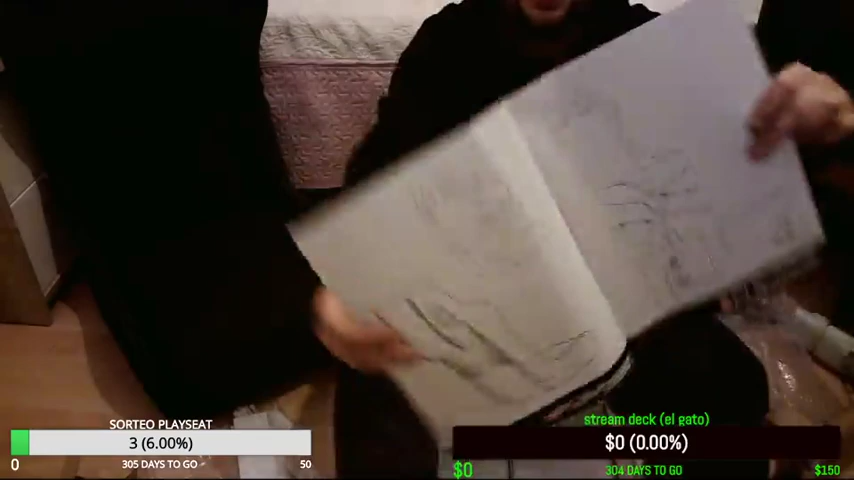 SORTEO PLAYSEAT
3 (6.00%)
0 305 DAYS TO GO 50
stream deck (el gato)
$0 (0.00%)
$0 304 DAYS TO GO $150